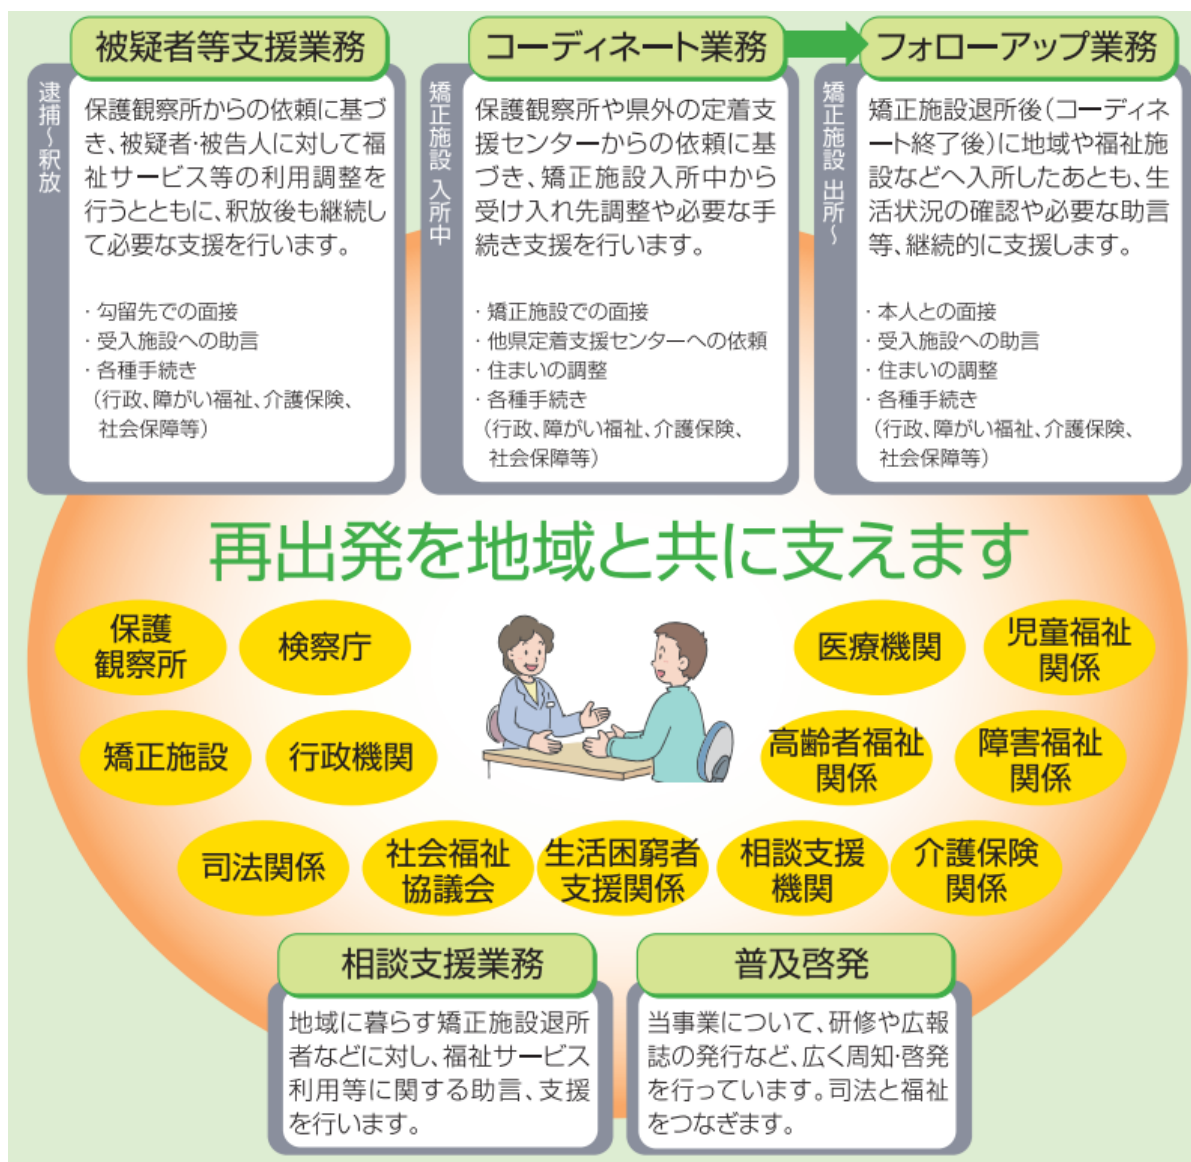 被疑者等支援業務
逮捕～釈放
保護観察所からの依頼に基づ
き、被疑者・被告人に対して福
祉サービス等の利用調整を
行うとともに、釈放後も継続し
て必要な支援を行います。
・勾留先での面接
・受入施設への助言
・各種手続き
（行政、障がい福祉、介護保険、
社会保障等）
コーディネート業務
矯正施設 入所中
保護観察所や県外の定着支
援センターからの依頼に基
づき、矯正施設入所中から
受け入れ先調整や必要な手
続き支援を行います。
・矯正施設での面接
・他県定着支援センターへの依頼
・住まいの調整
・各種手続き
（行政、障がい福祉、介護保険、
社会保障等）
フォローアップ業務
矯正施設 出所～
矯正施設退所後（コーディネ
ート終了後）に地域や福祉施
設などへ入所したあとも、生
活状況の確認や必要な助言
等、継続的に支援します。
・本人との面接
・受入施設への助言
・住まいの調整
・各種手続き
（行政、障がい福祉、介護保険、
社会保障等）
再出発を地域と共に支えます
保護
観察所
検察庁
医療機関
児童福祉
関係
矯正施設
行政機関
高齢者福祉
関係
障害福祉
関係
司法関係
社会福祉
協議会
生活困窮者
支援関係
相談支援
機関
介護保険
関係
相談支援業務
地域に暮らす矯正施設退所
者などに対し、福祉サービス
利用等に関する助言、支援
を行います。
普及啓発
当事業について、研修や広報
誌の発行など、広く周知・啓発
を行っています。司法と福祉
をつなぎます。